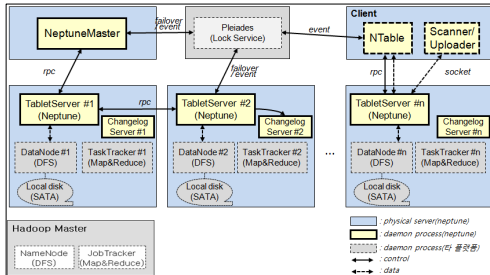 failover
/event
event
Client
NeptuneMaster
Pleiades
(Lock Service)
NTable
Scanner/
Uploader
rpc
failover
/event
rpc
socket
TabletServer #1
(Neptune)
rpc
TabletServer #2
(Neptune)
TabletServer #n
(Neptune)
Changelog
Server #1
Changelog
Server #2
Changelog
Server #n
DataNode #1
(DFS)
TaskTracker #1
(Map&Reduce)
DataNode #2
(DFS)
TaskTracker #2
(Map&Reduce)
...
DataNode #n
(DFS)
TaskTracker #n
(Map&Reduce)
Local disk
(SATA)
Local disk
(SATA)
Local disk
(SATA)
Hadoop Master
NameNode
(DFS)
JobTracker
(Map&Reduce)
: physical server(neptune)
: daemon process(neptune)
: daemon process(타 플랫폼)
: control
: data